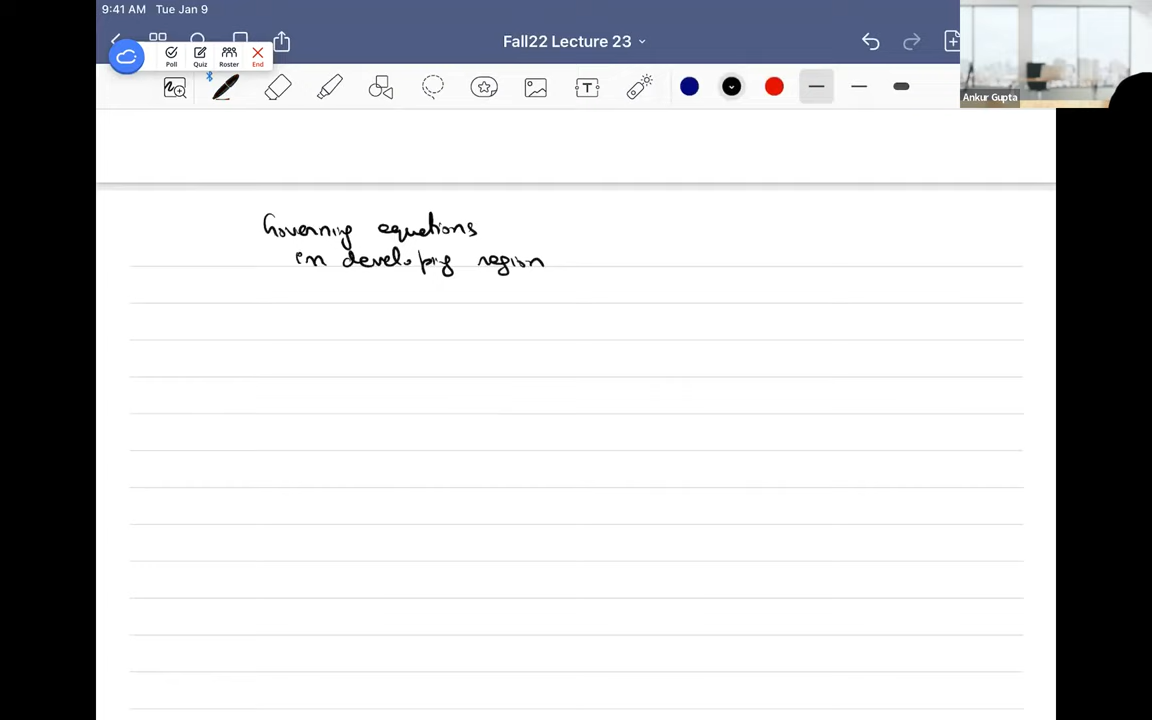 9:41 AM Tue Jan 9
Fall22 Lecture 23
Poll Quiz Roster End
T
Ankur Gupta
Governing equations
in developing region